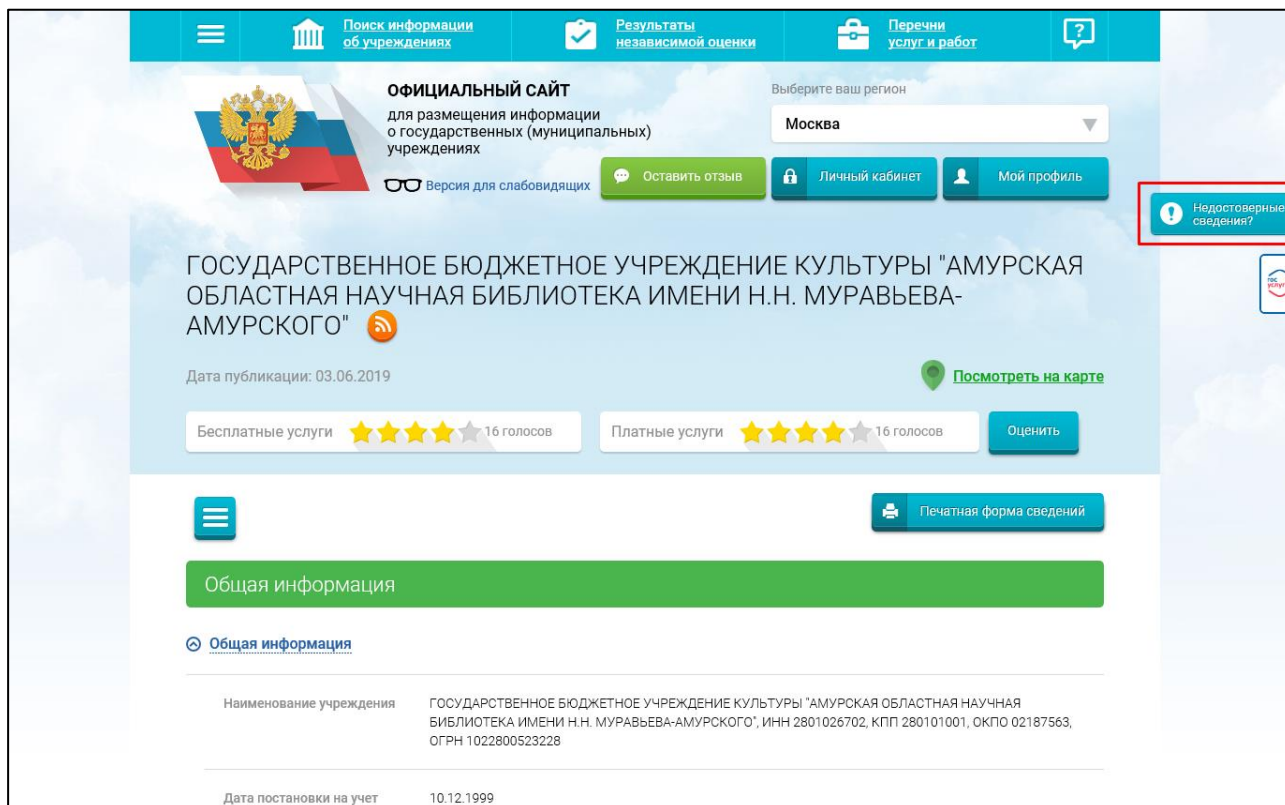 Поиск информации
об учреждениях
Результаты
независимой оценки
Перечни
услуг и работ
?
ОФИЦИАЛЬНЫЙ САЙТ
для размещения информации
о государственных (муниципальных)
учреждениях
Версия для слабовидящих
Выберите ваш регион
Москва
Оставить отзыв
Личный кабинет
Мой профиль
Недостоверные
сведения?
гос
услуг
ГОСУДАРСТВЕННОЕ БЮДЖЕТНОЕ УЧРЕЖДЕНИЕ КУЛЬТУРЫ "АМУРСКАЯ
ОБЛАСТНАЯ НАУЧНАЯ БИБЛИОТЕКА ИМЕНИ Н.Н. МУРАВЬЕВА-
АМУРСКОГО"
Дата публикации: 03.06.2019
Посмотреть на карте
Бесплатные услуги 16 голосов
Платные услуги 16 голосов
Оценить
Печатная форма сведений
Общая информация
Общая информация
Наименование учреждения
ГОСУДАРСТВЕННОЕ БЮДЖЕТНОЕ УЧРЕЖДЕНИЕ КУЛЬТУРЫ "АМУРСКАЯ ОБЛАСТНАЯ НАУЧНАЯ
БИБЛИОТЕКА ИМЕНИ Н.Н. МУРАВЬЕВА-АМУРСКОГО", ИНН 2801026702, КПП 280101001, ОКПО 02187563,
ОГРН 1022800523228
Дата постановки на учет 10.12.1999